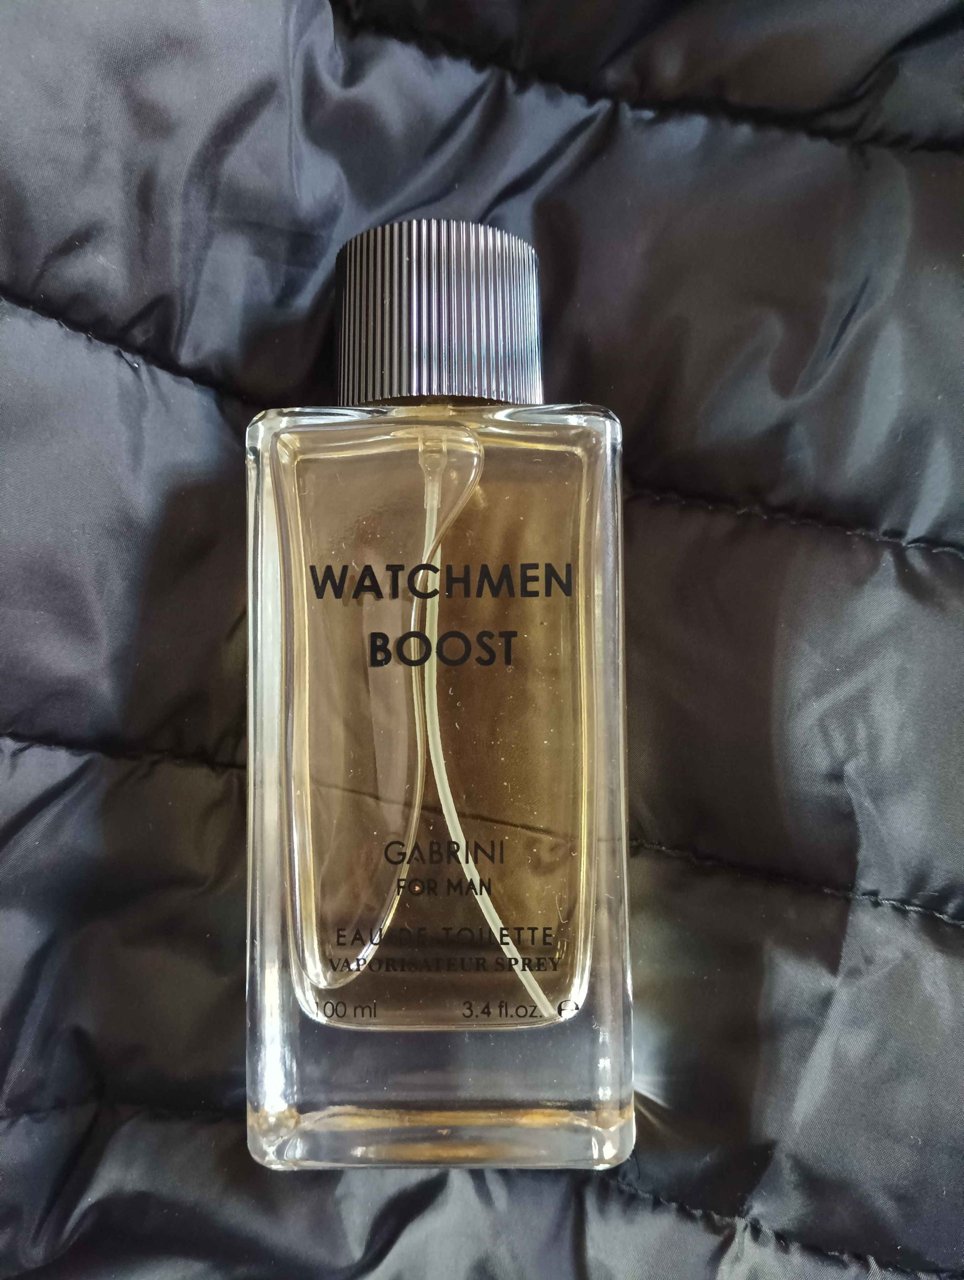 WATCHMEN
BOOST
GABRINI
FOR MAN
EAU DE TOILETTE
VAPORISATEUR SPREY
100 ml 3.4 fl.oz. ℮